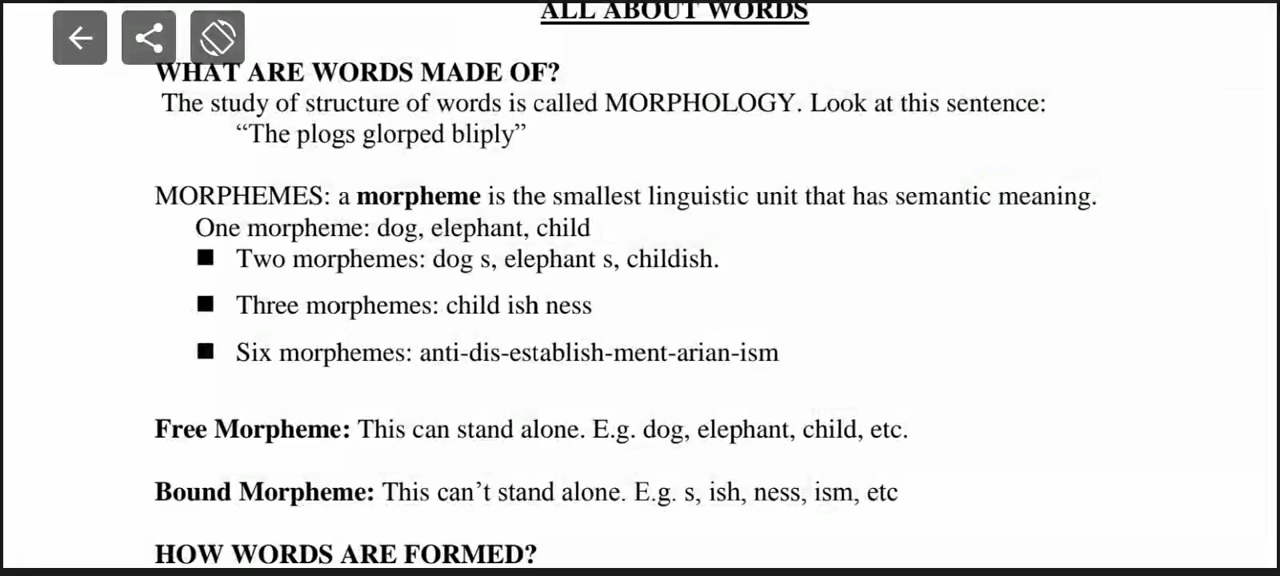 ALL ABOUT WORDS
WHAT ARE WORDS MADE OF?
The study of structure of words is called MORPHOLOGY. Look at this sentence:
“The plogs glorped bliply”
MORPHEMES: a morpheme is the smallest linguistic unit that has semantic meaning.
One morpheme: dog, elephant, child
■ Two morphemes: dog s, elephant s, childish.
■ Three morphemes: child ish ness
■ Six morphemes: anti-dis-establish-ment-arian-ism
Free Morpheme: This can stand alone. E.g. dog, elephant, child, etc.
Bound Morpheme: This can’t stand alone. E.g. s, ish, ness, ism, etc
HOW WORDS ARE FORMED?